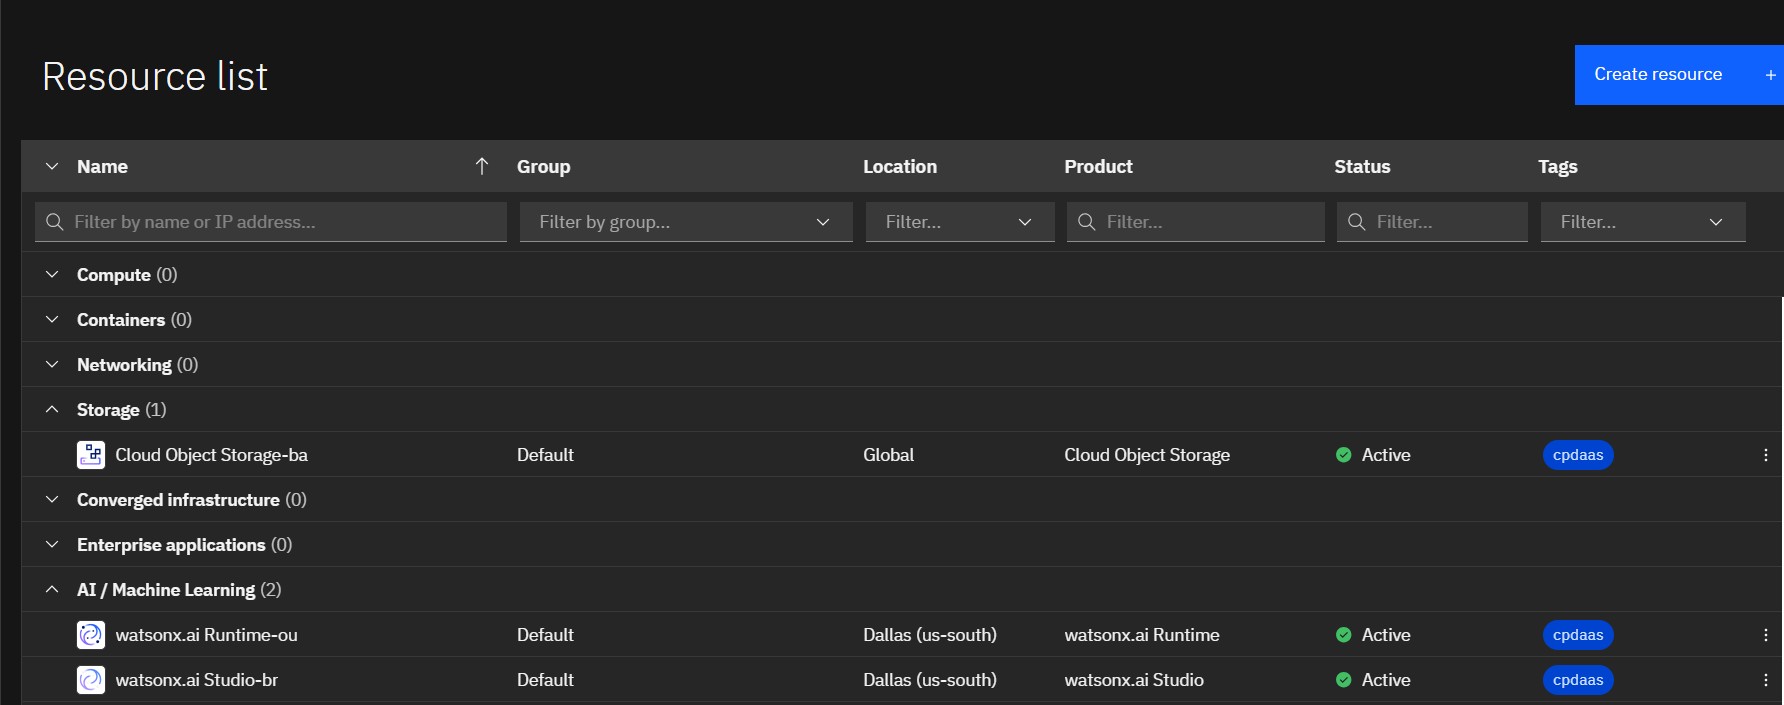 Resource list
Create resource +
Name Group Location Product Status Tags
Filter by name or IP address... Filter by group... Filter... Filter... Filter... Filter...
Compute (0)
Containers (0)
Networking (0)
Storage (1)
Cloud Object Storage-ba Default Global Cloud Object Storage Active cpdaas
Converged infrastructure (0)
Enterprise applications (0)
AI / Machine Learning (2)
watsonx.ai Runtime-ou Default Dallas (us-south) watsonx.ai Runtime Active cpdaas
watsonx.ai Studio-br Default Dallas (us-south) watsonx.ai Studio Active cpdaas